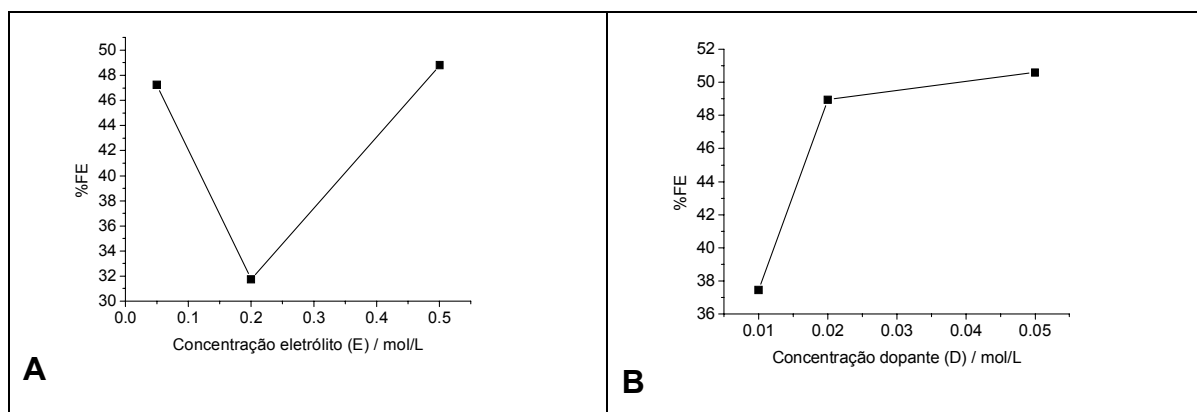 50
48
46
44
42
40
38
36
34
32
30
%FE
0.0 0.1 0.2 0.3 0.4 0.5
Concentração eletrólito (E) / mol/L
A
52
50
48
46
44
42
40
38
36
%FE
0.01 0.02 0.03 0.04 0.05
Concentração dopante (D) / mol/L
B